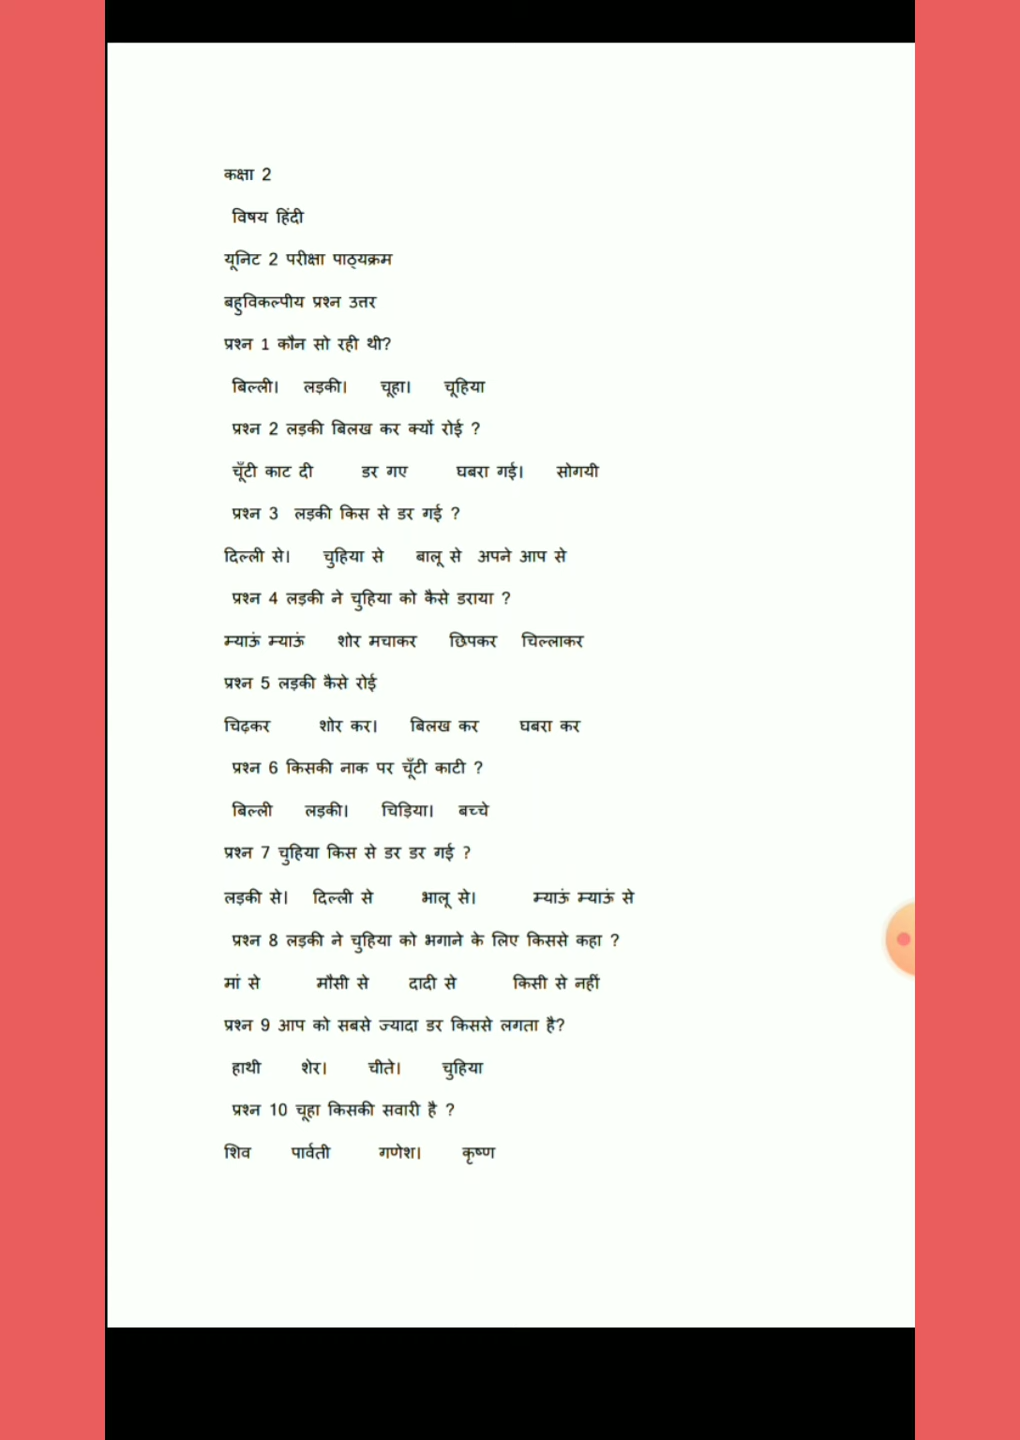 कक्षा 2
विषय हिंदी
यूनिट 2 परीक्षा पाठ्यक्रम
बहुविकल्पीय प्रश्न उत्तर
प्रश्न 1 कौन सो रही थी?
बिल्ली। लड़की। चूहा। चूहिया
प्रश्न 2 लड़की बिलख कर क्यों रोई ?
चूँटी काट दी डर गए घबरा गई। सोगयी
प्रश्न 3 लड़की किस से डर गई ?
दिल्ली से। चुहिया से बालू से अपने आप से
प्रश्न 4 लड़की ने चुहिया को कैसे डराया ?
म्याऊं म्याऊं शोर मचाकर छिपकर चिल्लाकर
प्रश्न 5 लड़की कैसे रोई
चिढ़कर शोर कर। बिलख कर घबरा कर
प्रश्न 6 किसकी नाक पर चूँटी काटी ?
बिल्ली लड़की। चिड़िया। बच्चे
प्रश्न 7 चुहिया किस से डर डर गई ?
लड़की से। दिल्ली से भालू से। म्याऊं म्याऊं से
प्रश्न 8 लड़की ने चुहिया को भगाने के लिए किससे कहा ?
मां से मौसी से दादी से किसी से नहीं
प्रश्न 9 आप को सबसे ज्यादा डर किससे लगता है?
हाथी शेर। चीते। चुहिया
प्रश्न 10 चूहा किसकी सवारी है ?
शिव पार्वती गणेश। कृष्ण